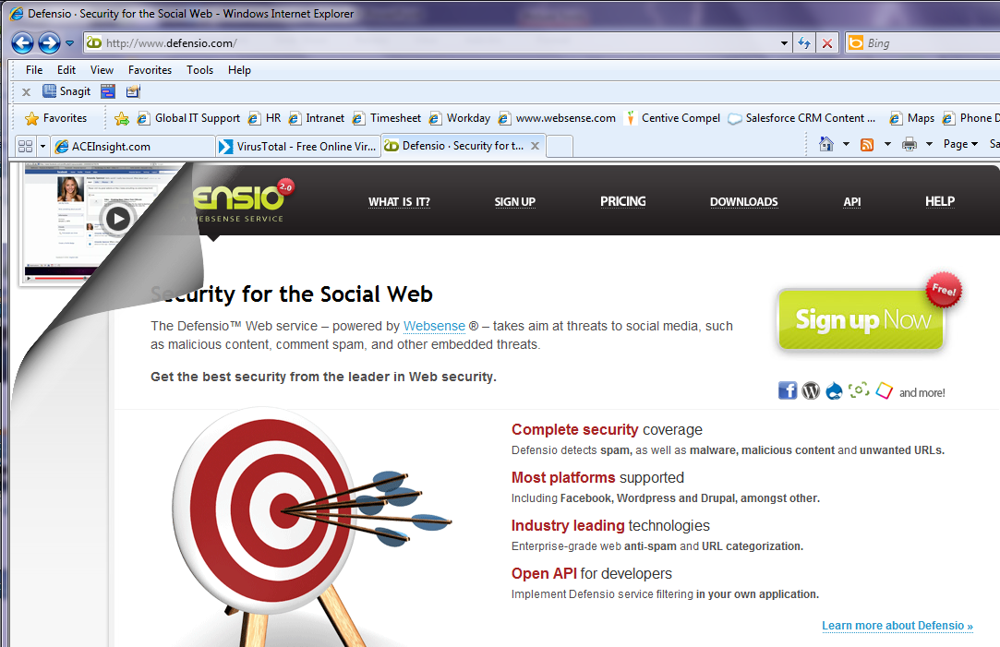 Defensio · Security for the Social Web - Windows Internet Explorer
http://www.defensio.com/
Bing
File Edit View Favorites Tools Help
x Snagit
Favorites Global IT Support HR Intranet Timesheet Workday www.websense.com Centive Compel Salesforce CRM Content ... Maps Phone D
ACEInsight.com VirusTotal - Free Online Vir... Defensio · Security for t... x Page Sa
ENSIO 2.0
WEBSENSE SERVICE
WHAT IS IT? SIGN UP PRICING DOWNLOADS API HELP
Security for the Social Web
The Defensio™ Web service – powered by Websense ® – takes aim at threats to social media, such
as malicious content, comment spam, and other embedded threats.
Get the best security from the leader in Web security.
Free!
Sign up Now
and more!
Complete security coverage
Defensio detects spam, as well as malware, malicious content and unwanted URLs.
Most platforms supported
Including Facebook, Wordpress and Drupal, amongst other.
Industry leading technologies
Enterprise-grade web anti-spam and URL categorization.
Open API for developers
Implement Defensio service filtering in your own application.
Learn more about Defensio »